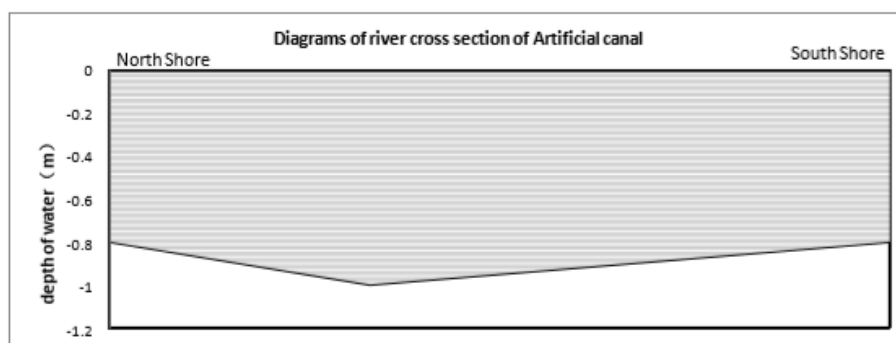 Diagrams of river cross section of Artificial canal
North Shore
South Shore
0
-0.2
-0.4
-0.6
-0.8
-1
-1.2
depth of water（m）